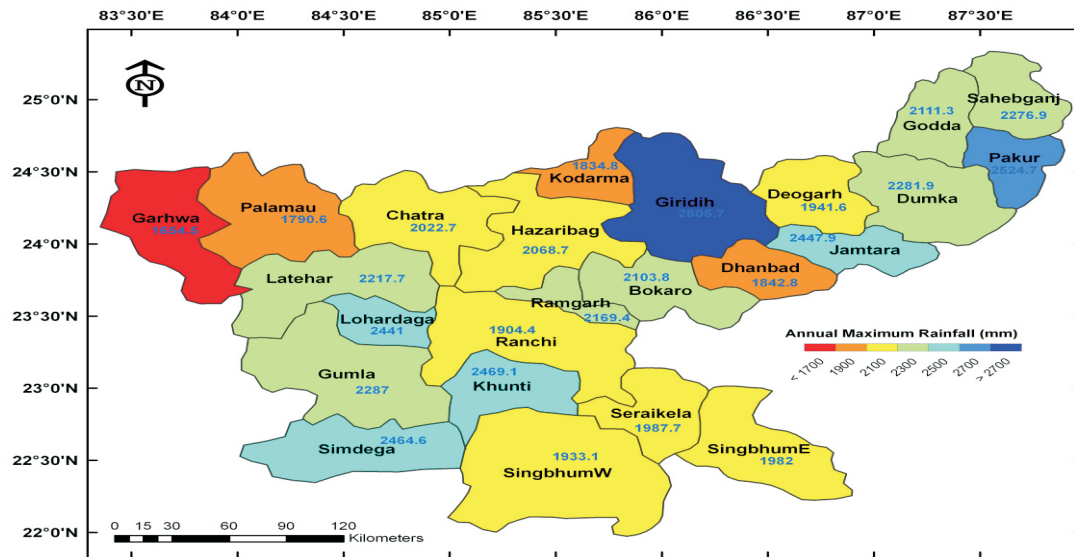 83°30'E 84°0'E 84°30'E 85°0'E 85°30'E 86°0'E 86°30'E 87°0'E 87°30'E
25°0'N
24°30'N
24°0'N
23°30'N
23°0'N
22°30'N
22°0'N
N
Sahebganj
2276.9
2111.3
Godda
Pakur
2524.7
1834.8
Kodarma
Garhwa
Palamau
1790.6
Chatra
2022.7
Hazaribag
2068.7
Giridih
2805.7
Deogarh
1941.6
2281.9
Dumka
2447.9
Jamtara
Latehar
2217.7
2103.8
Bokaro
Dhanbad
1842.8
Lohardaga
2441
Ramgarh
2169.4
1904.4
Ranchi
Annual Maximum Rainfall (mm)
< 1700 1900 2100 2300 2500 2700 > 2700
Gumla
2287
2469.1
Khunti
Seraikela
1987.7
2464.6
Simdega
1933.1
SinghbumW
SinghbumE
1982
0 15 30 60 90 120
Kilometers